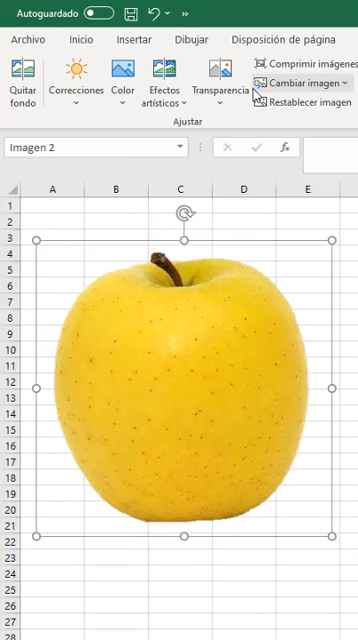 Autoguardado
Archivo Inicio Insertar Dibujar Disposición de página
Quitar fondo
Correcciones
Color
Efectos artísticos
Transparencia
Comprimir imágenes
Cambiar imagen
Restablecer imagen
Ajustar
Imagen 2
fx
A B C D E
1
2
3
4
5
6
7
8
9
10
11
12
13
14
15
16
17
18
19
20
21
22
23
24
25
26
27
28